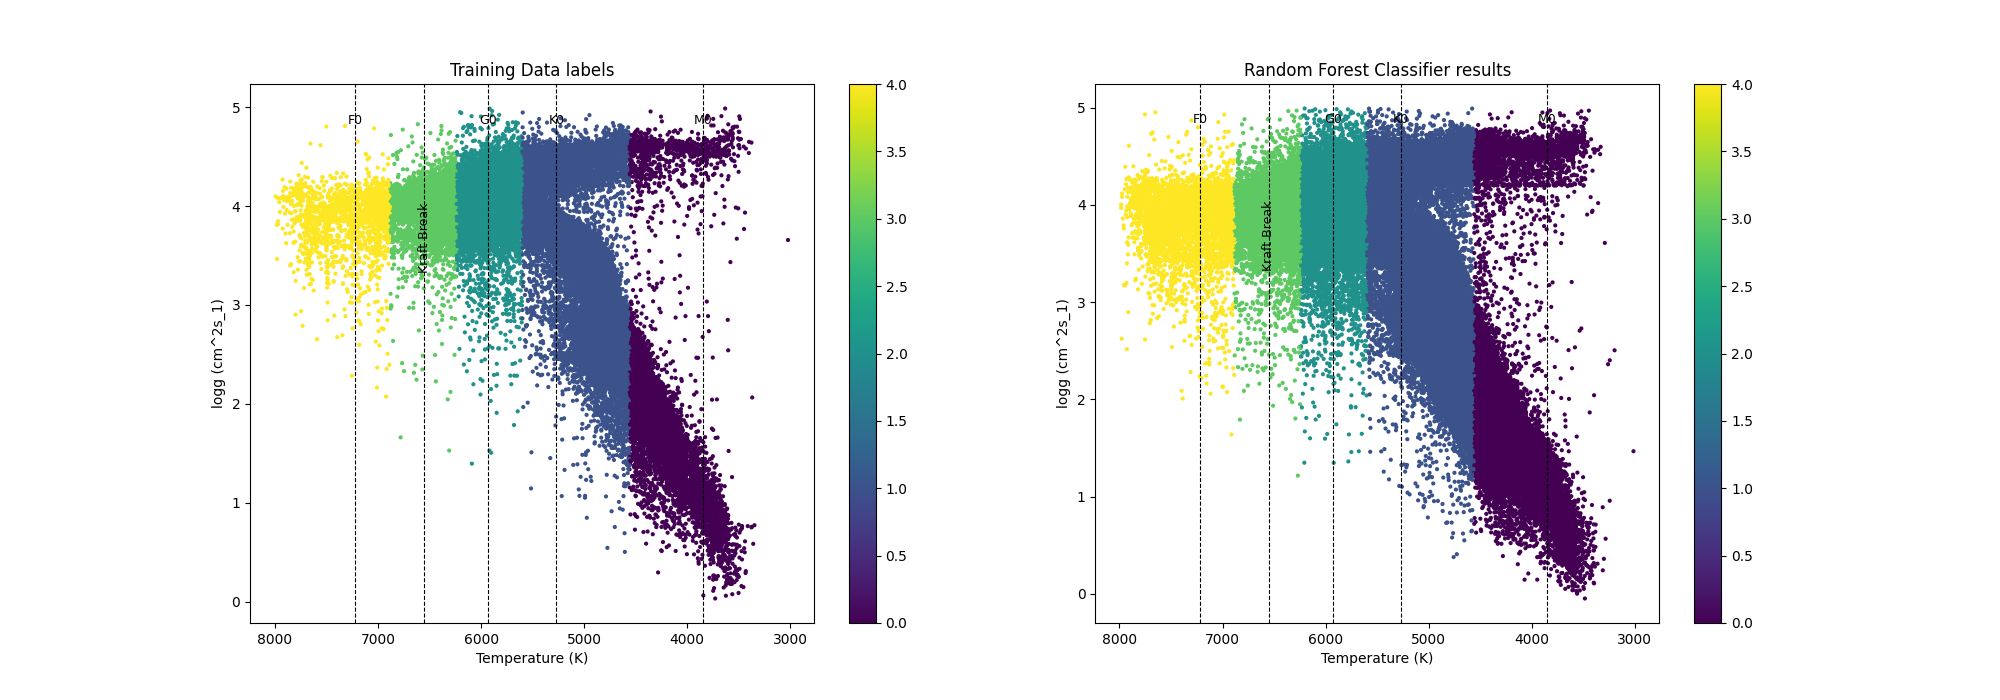 Training Data labels
F0
G0
K0
M0
Kraft Break
logg (cm^2s_1)
5
4
3
2
1
0
8000
7000
6000
5000
4000
3000
Temperature (K)
4.0
3.5
3.0
2.5
2.0
1.5
1.0
0.5
0.0
Random Forest Classifier results
F0
G0
K0
M0
Kraft Break
logg (cm^2s_1)
5
4
3
2
1
0
8000
7000
6000
5000
4000
3000
Temperature (K)
4.0
3.5
3.0
2.5
2.0
1.5
1.0
0.5
0.0